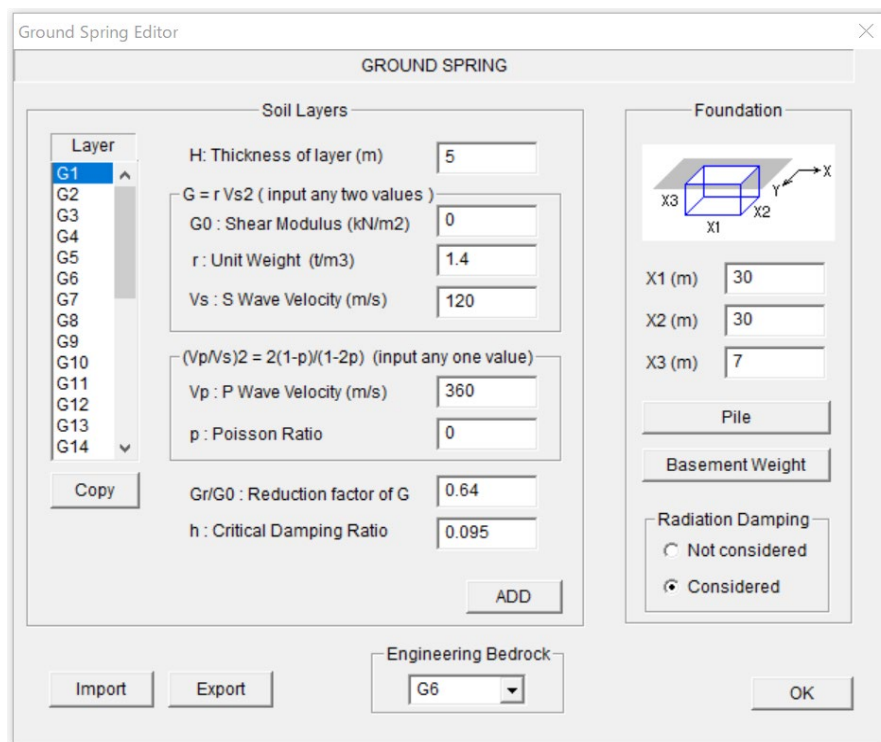 Ground Spring Editor
GROUND SPRING
Soil Layers
Layer
G1
G2
G3
G4
G5
G6
G7
G8
G9
G10
G11
G12
G13
G14
Copy
H: Thickness of layer (m) 5
G = r Vs2 ( input any two values )
G0 : Shear Modulus (kN/m2) 0
r : Unit Weight (t/m3) 1.4
Vs : S Wave Velocity (m/s) 120
(Vp/Vs)2 = 2(1-p)/(1-2p) (input any one value)
Vp : P Wave Velocity (m/s) 360
p : Poisson Ratio 0
Gr/G0 : Reduction factor of G 0.64
h : Critical Damping Ratio 0.095
ADD
Foundation
X
Y
X3
X2
X1
X1 (m) 30
X2 (m) 30
X3 (m) 7
Pile
Basement Weight
Radiation Damping
Not considered
Considered
Import
Export
Engineering Bedrock
G6
OK